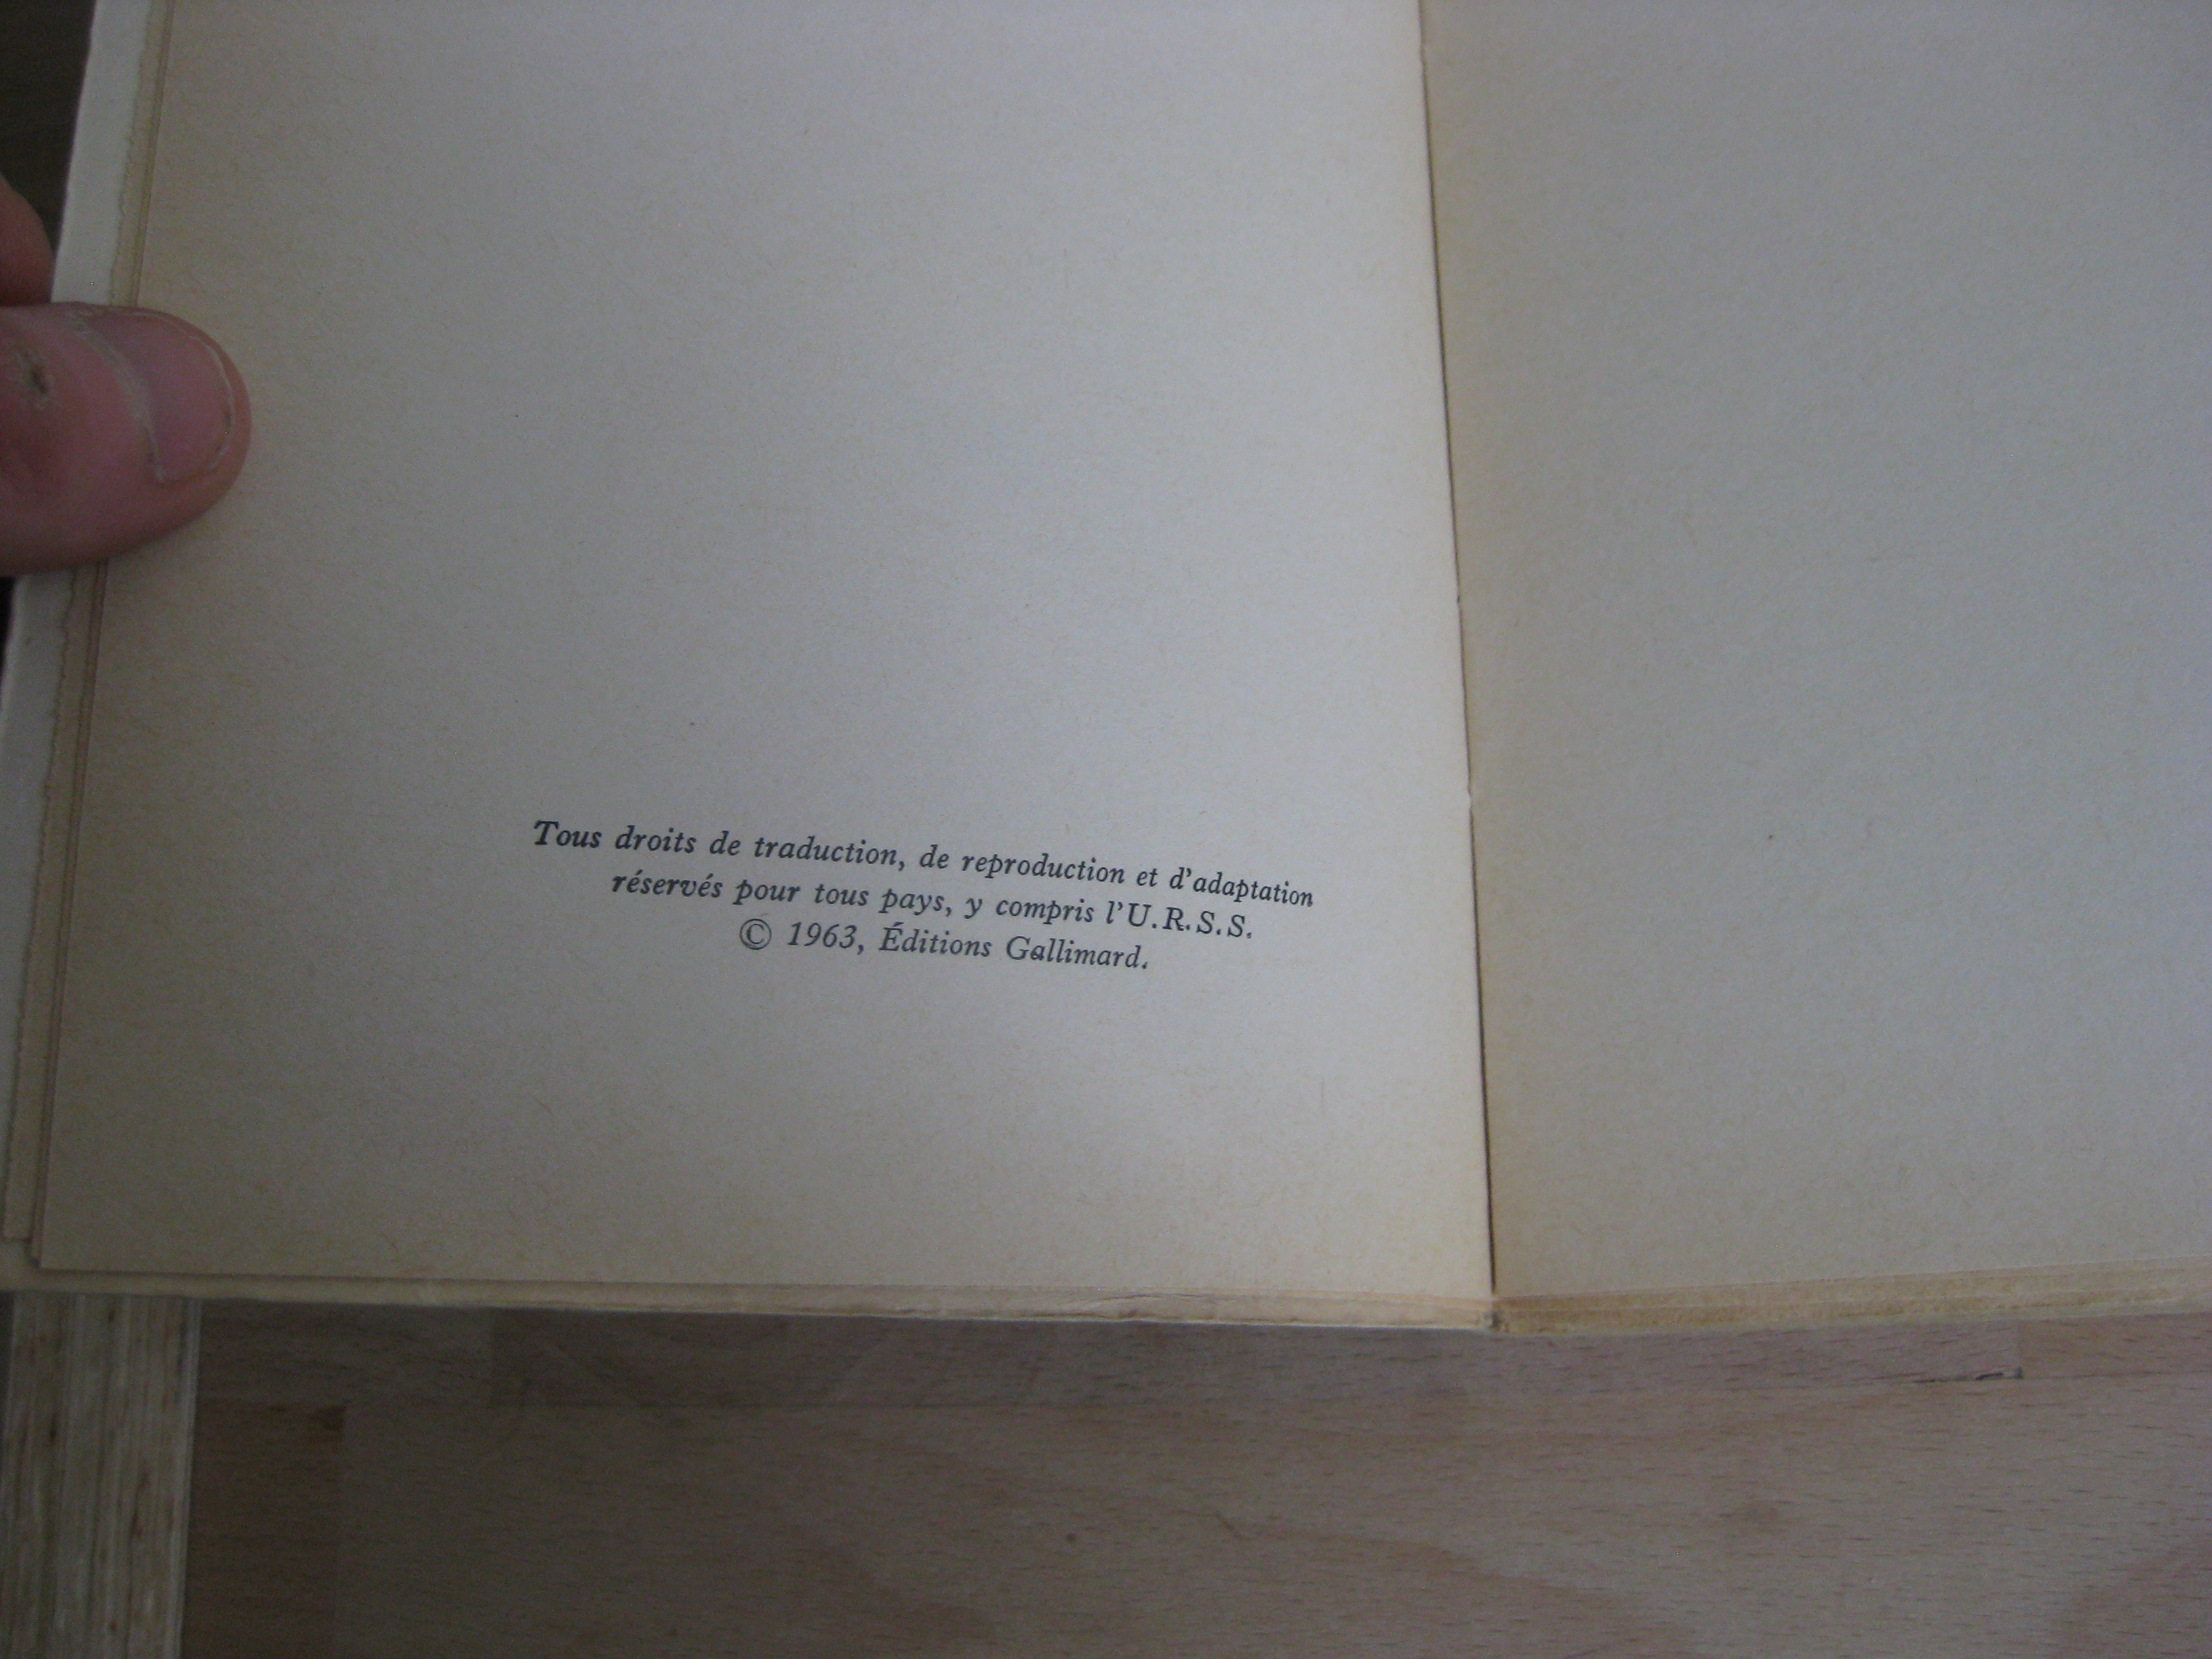 Tous droits de traduction, de reproduction et d'adaptation
réservés pour tous pays, y compris l'U.R.S.S.
© 1963, Éditions Gallimard.